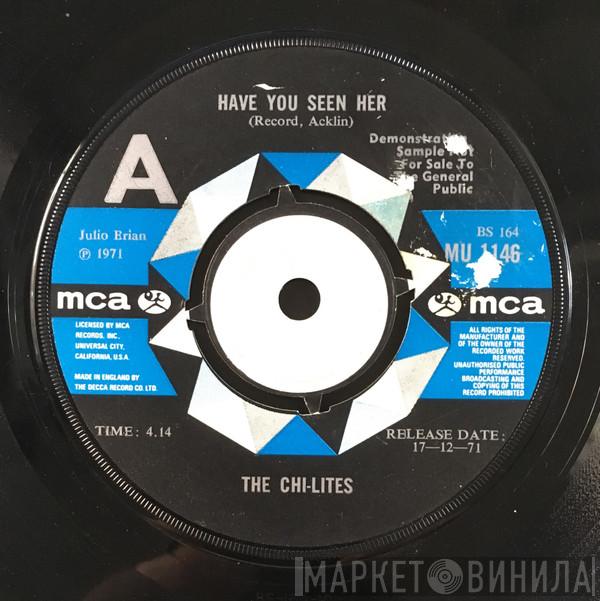 HAVE YOU SEEN HER
(Record, Acklin)
A
Demonstration
Sample Not
For Sale To
General
Public
Julio Erian
℗ 1971
BS 164
MU 1146
mca
mca
LICENSED BY MCA
RECORDS, INC.
UNIVERSAL CITY,
CALIFORNIA, U.S.A.
MADE IN ENGLAND BY
THE DECCA RECORD CO. LTD.
ALL RIGHTS OF THE
MANUFACTURER AND
OF THE OWNER OF THE
RECORDED WORK
RESERVED.
UNAUTHORISED PUBLIC
PERFORMANCE
BROADCASTING AND
COPYING OF THIS
RECORD PROHIBITED
TIME: 4.14
RELEASE DATE:
17—12—71
THE CHI-LITES
МАРКЕТ ВИНИЛА